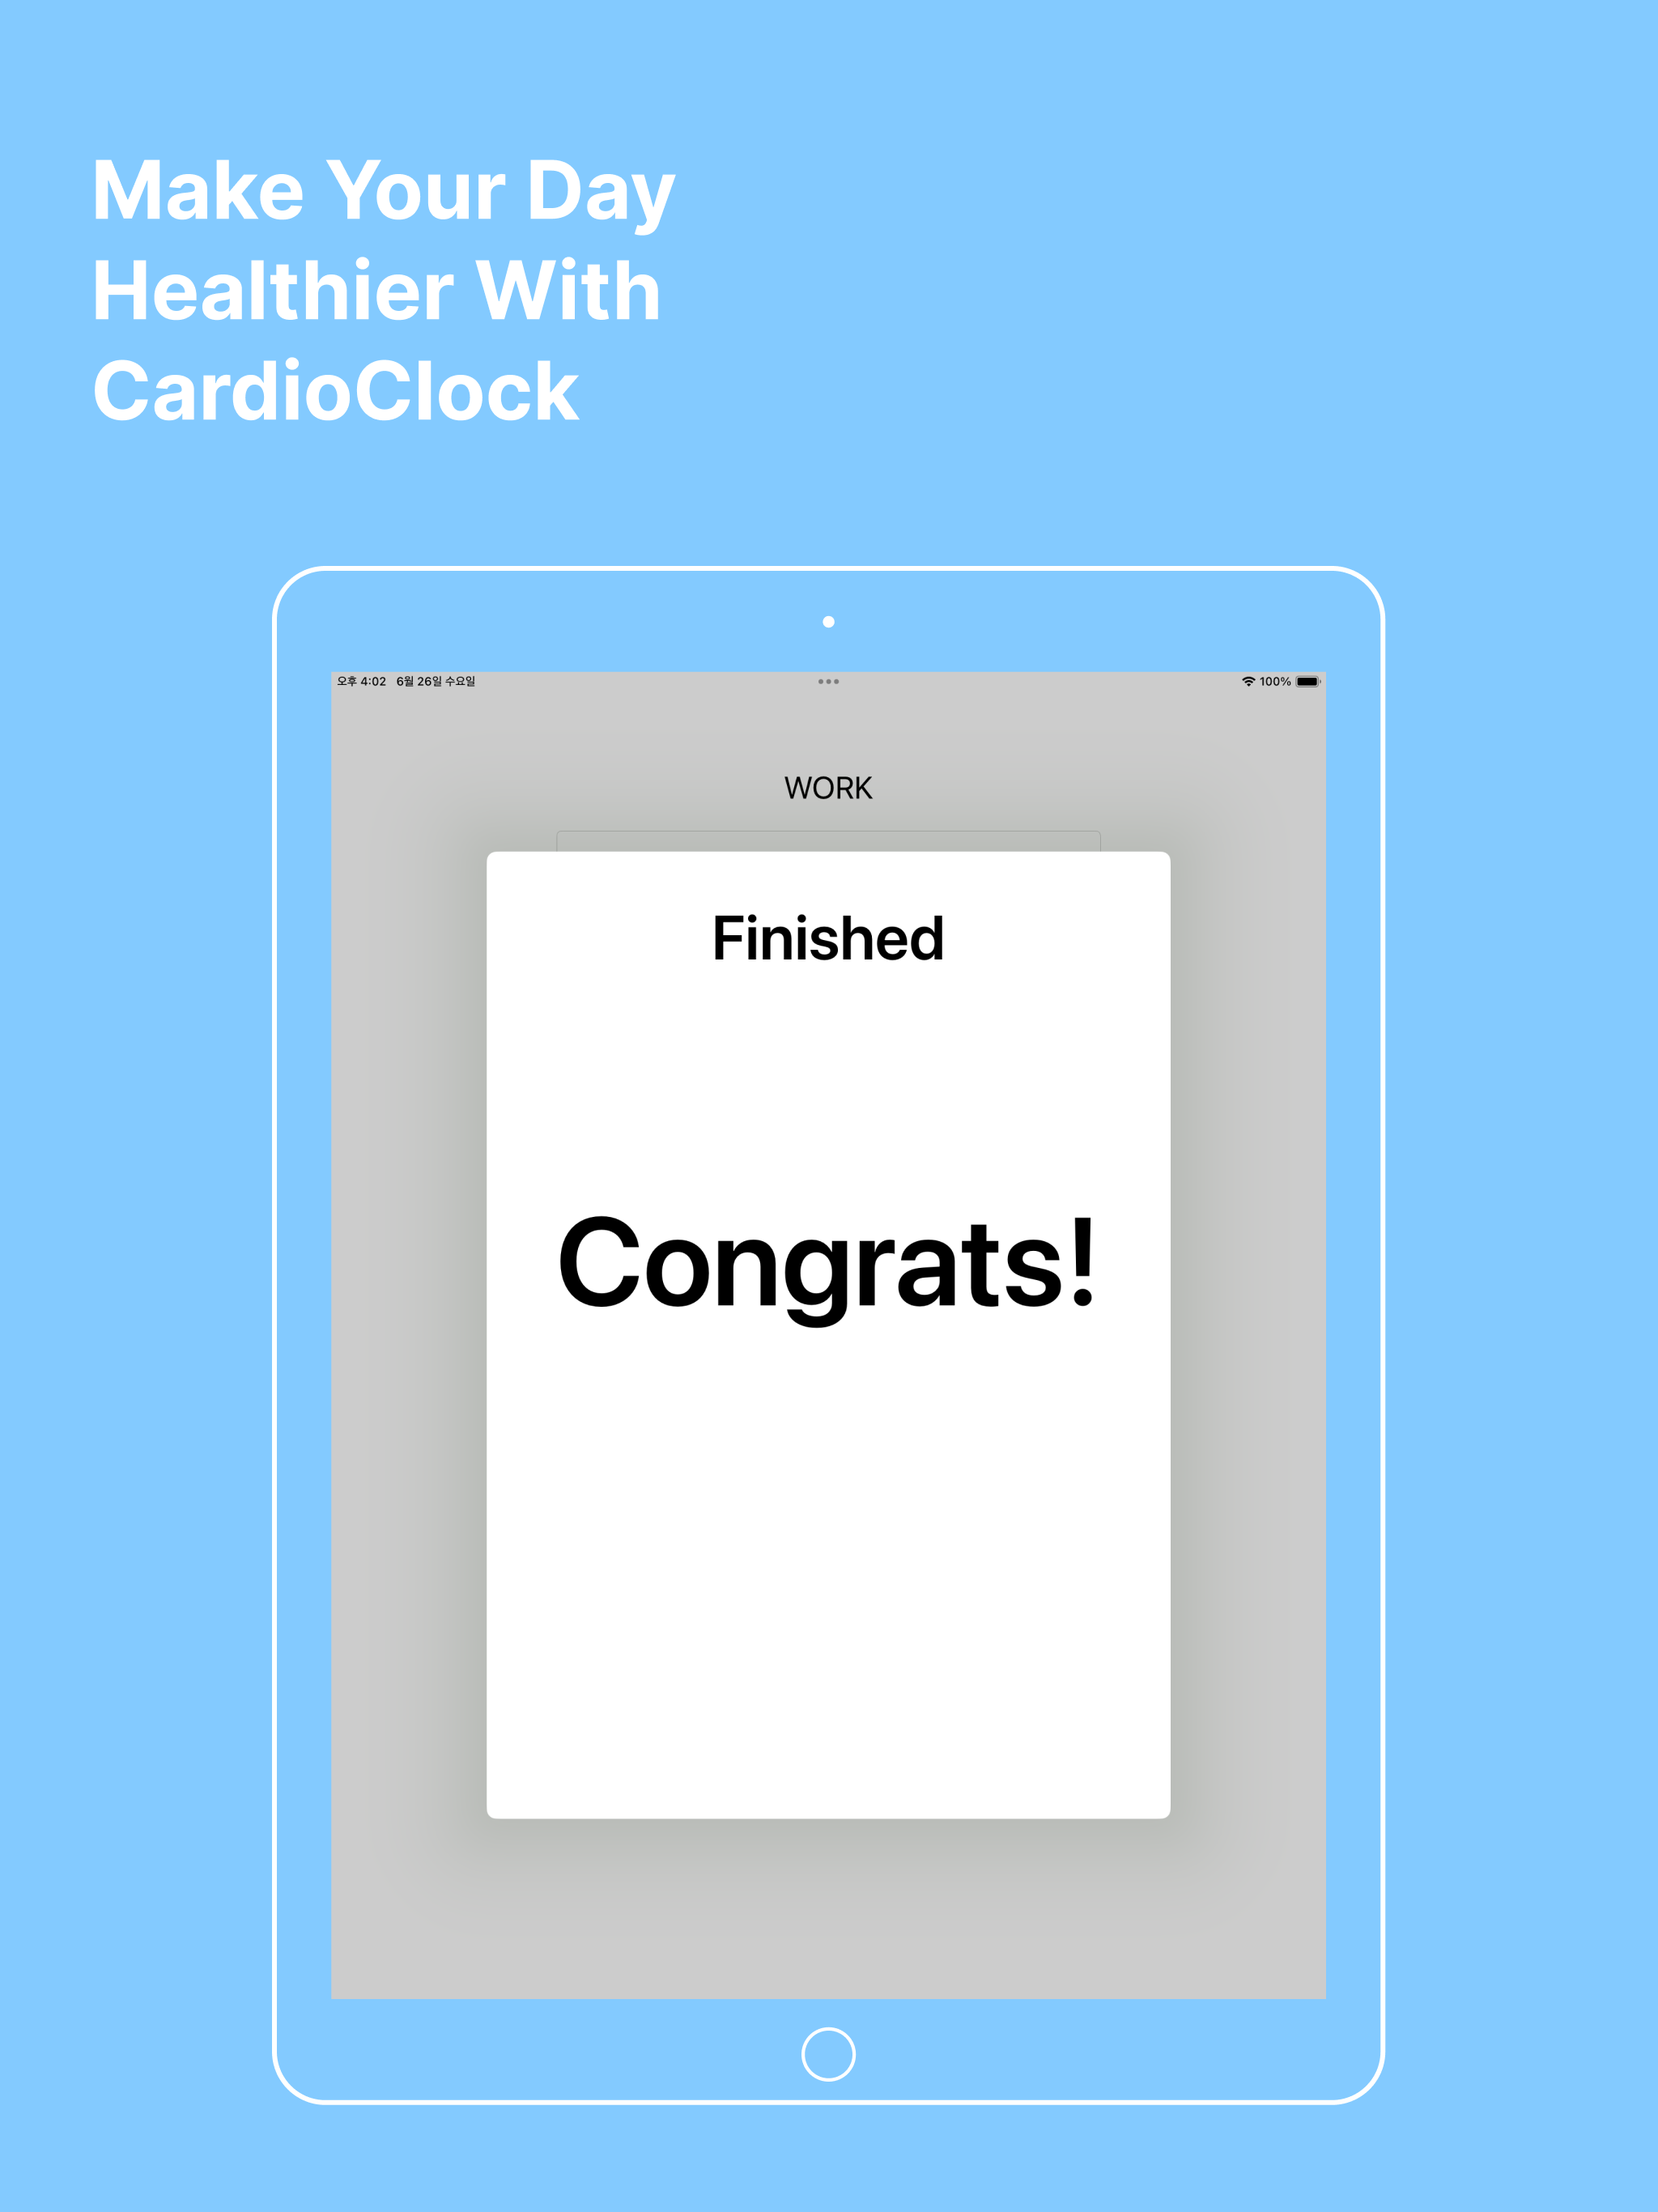 Make Your Day
Healthier With
CardioClock
오후 4:02 6월 26일 수요일
100%
WORK
Finished
Congrats!